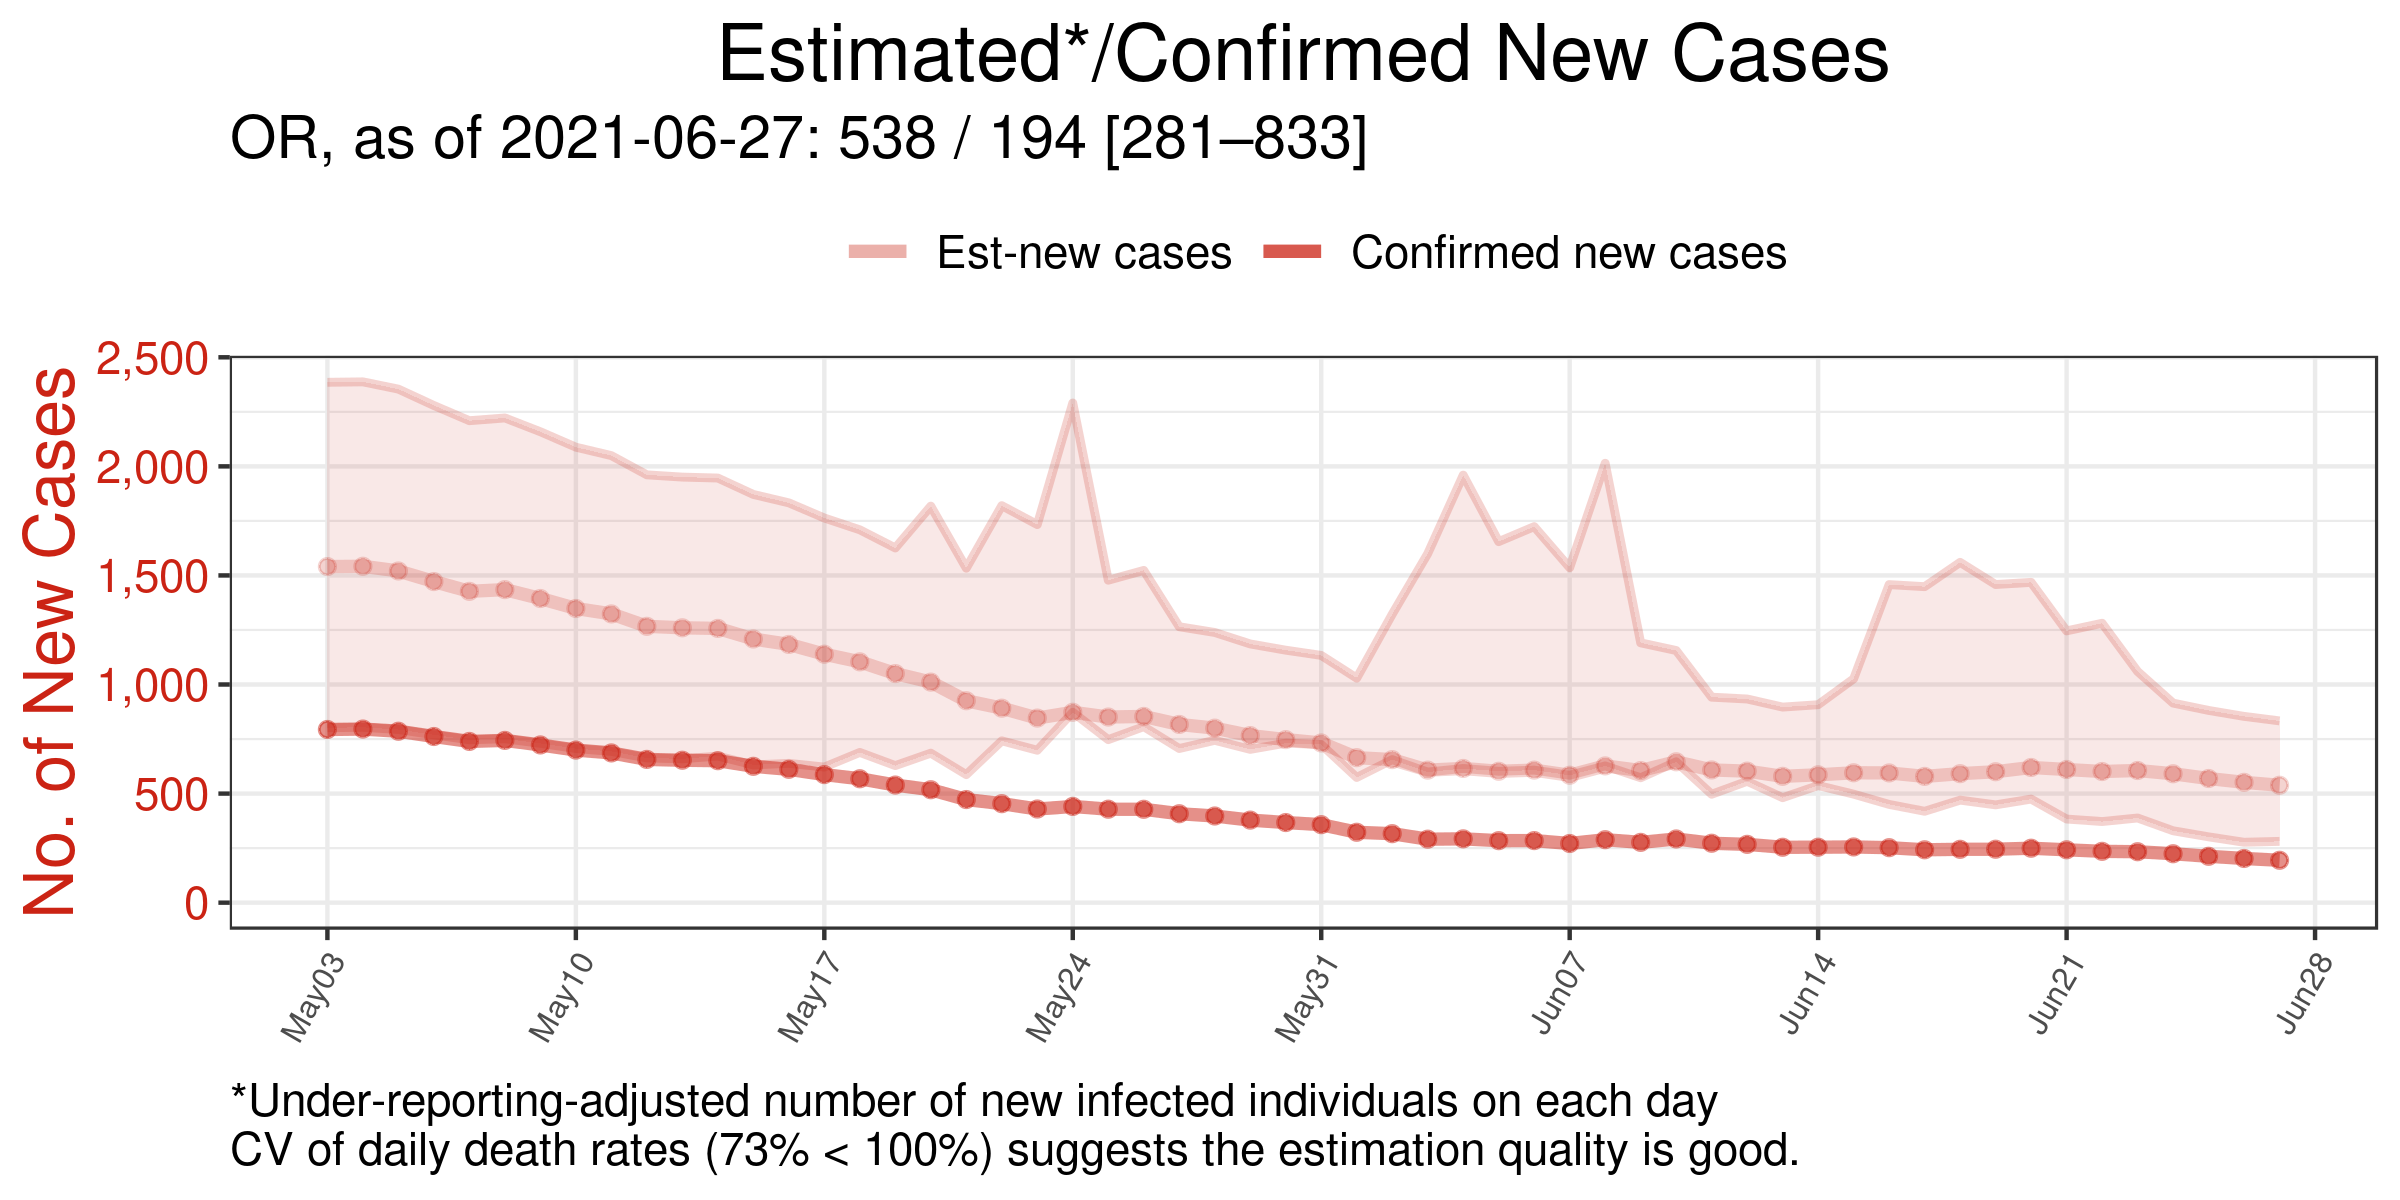 Estimated*/Confirmed New Cases
OR, as of 2021-06-27: 538 / 194 [281–833]
Est-new cases Confirmed new cases
No. of New Cases
2,500
2,000
1,500
1,000
500
0
May03 May10 May17 May24 May31 Jun07 Jun14 Jun21 Jun28
*Under-reporting-adjusted number of new infected individuals on each day
CV of daily death rates (73% < 100%) suggests the estimation quality is good.